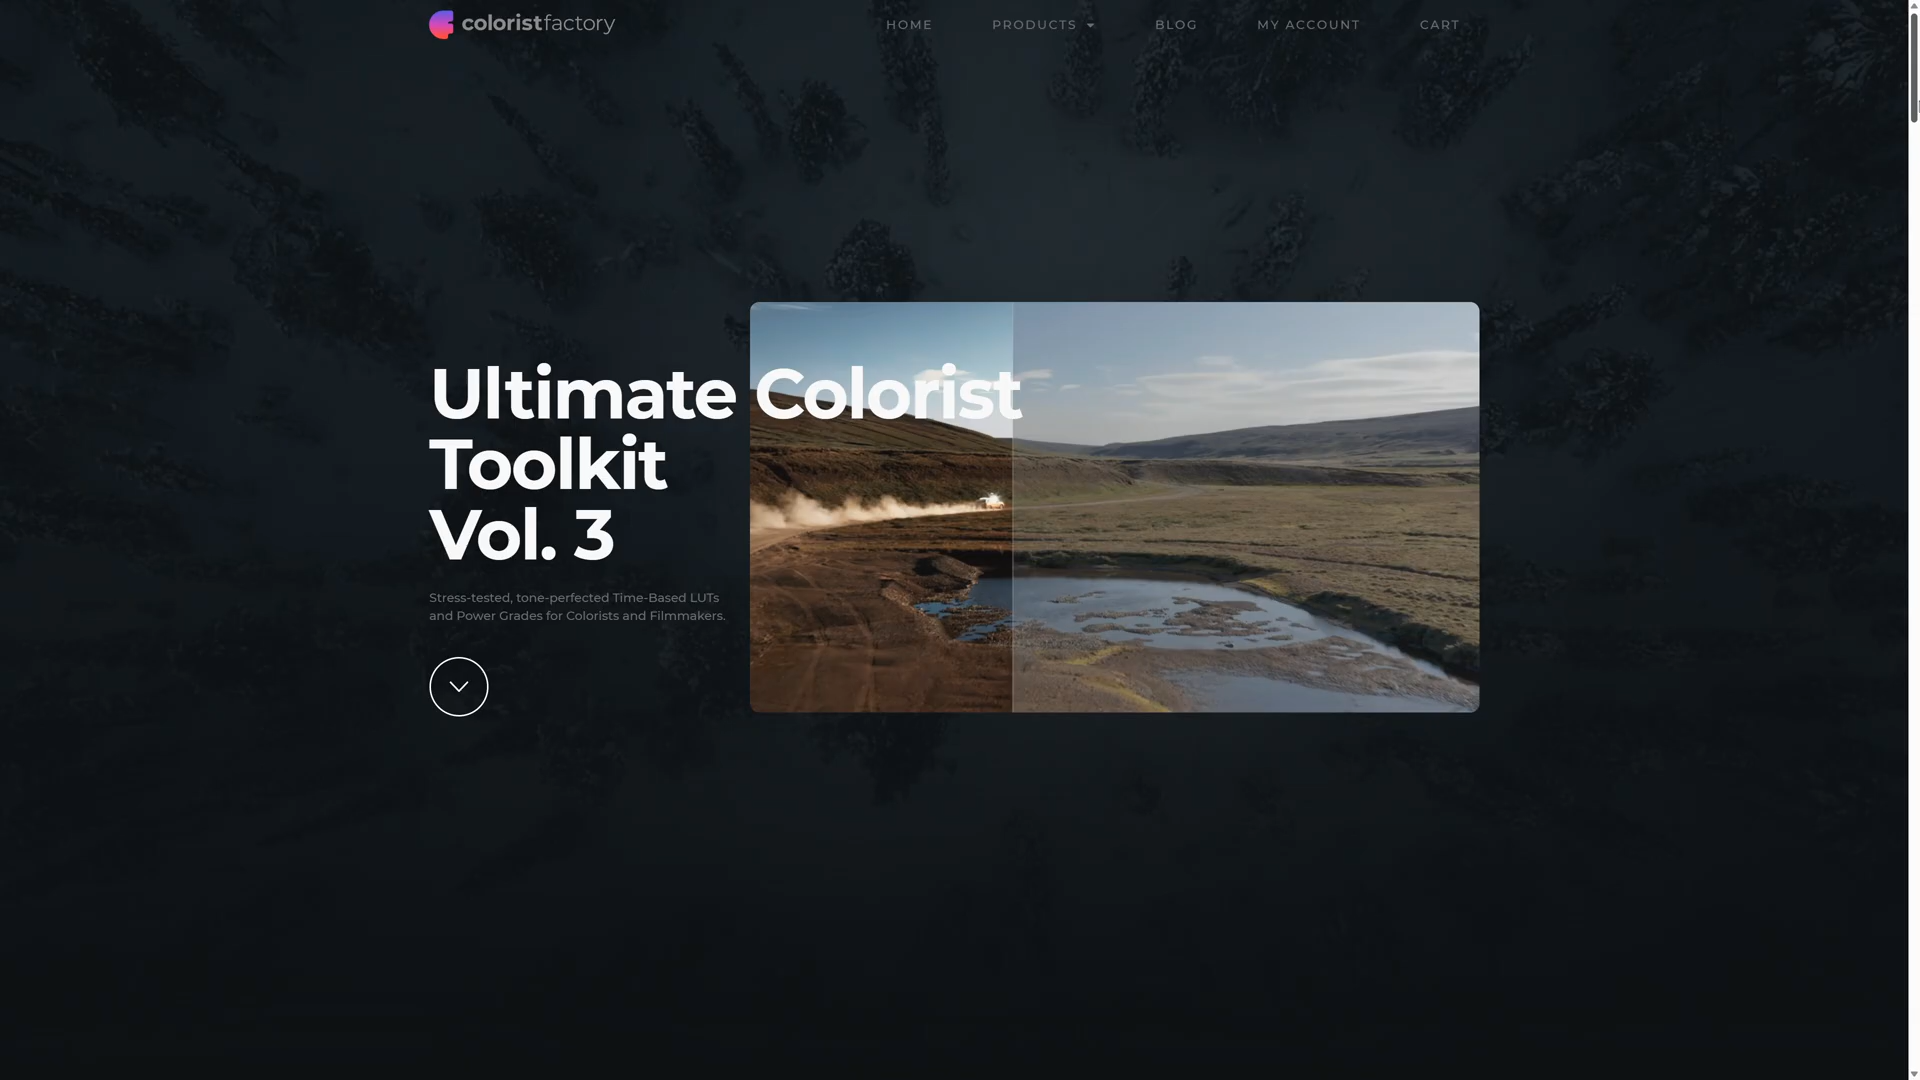 coloristfactory
HOME
PRODUCTS
BLOG
MY ACCOUNT
CART
Ultimate Colorist
Toolkit
Vol. 3
Stress-tested, tone-perfected Time-Based LUTs
and Power Grades for Colorists and Filmmakers.